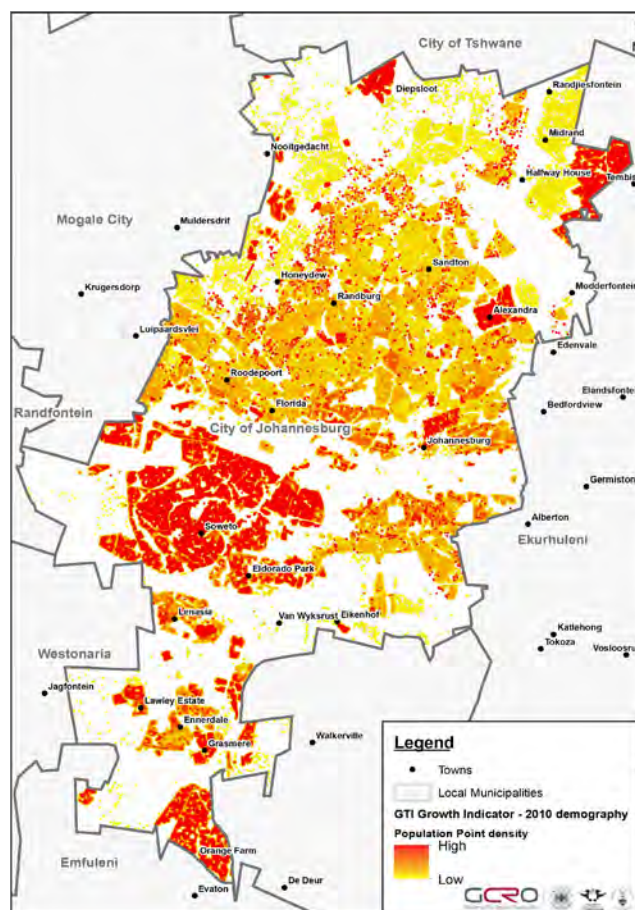 City of Tshwane
Randjiesfontein
Diepsloot
Midrand
Nooitgedacht
Halfway House
Tembis
Mogale City
Muldersdrif
Sandton
Honeydew
Krugersdorp
Randburg
Modderfontein
Alexandra
Luipaardsvlei
Edenvale
Roodepoort
Elandsfonte
Randfontein
Florida
Bedfordview
City of Johannesburg
Johannesburg
Germiston
Soweto
Alberton
Ekurhuleni
Eldorado Park
Lenasia
Van Wyksrust
Eikenhof
Katlehong
Tokoza
Vosloosru
Westonaria
Jagfontein
Lawley Estate
Ennerdale
Grasmere
Walkerville
Orange Farm
Emfuleni
De Deur
Evaton
Legend
Towns
Local Municipalities
GTI Growth Indicator - 2010 demography
Population Point density
High
Low
GCRO